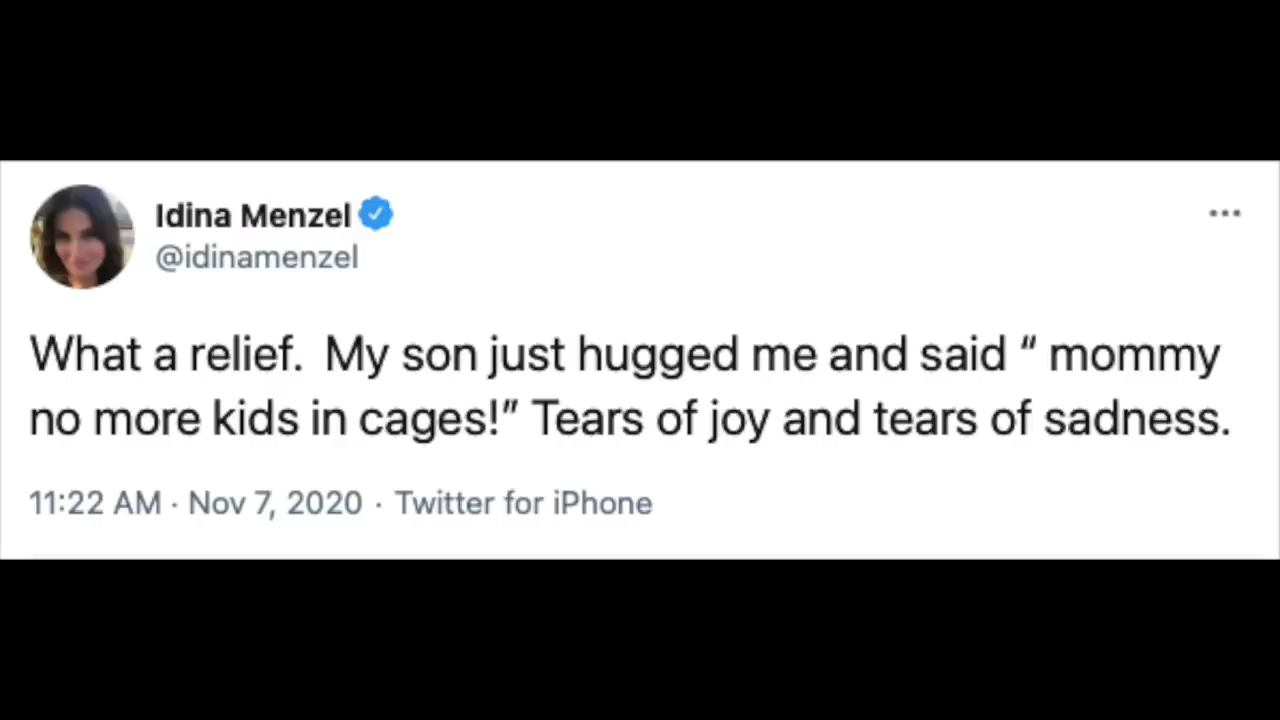 Idina Menzel
@idinamenzel
What a relief.  My son just hugged me and said “ mommy
no more kids in cages!” Tears of joy and tears of sadness.
11:22 AM · Nov 7, 2020 · Twitter for iPhone